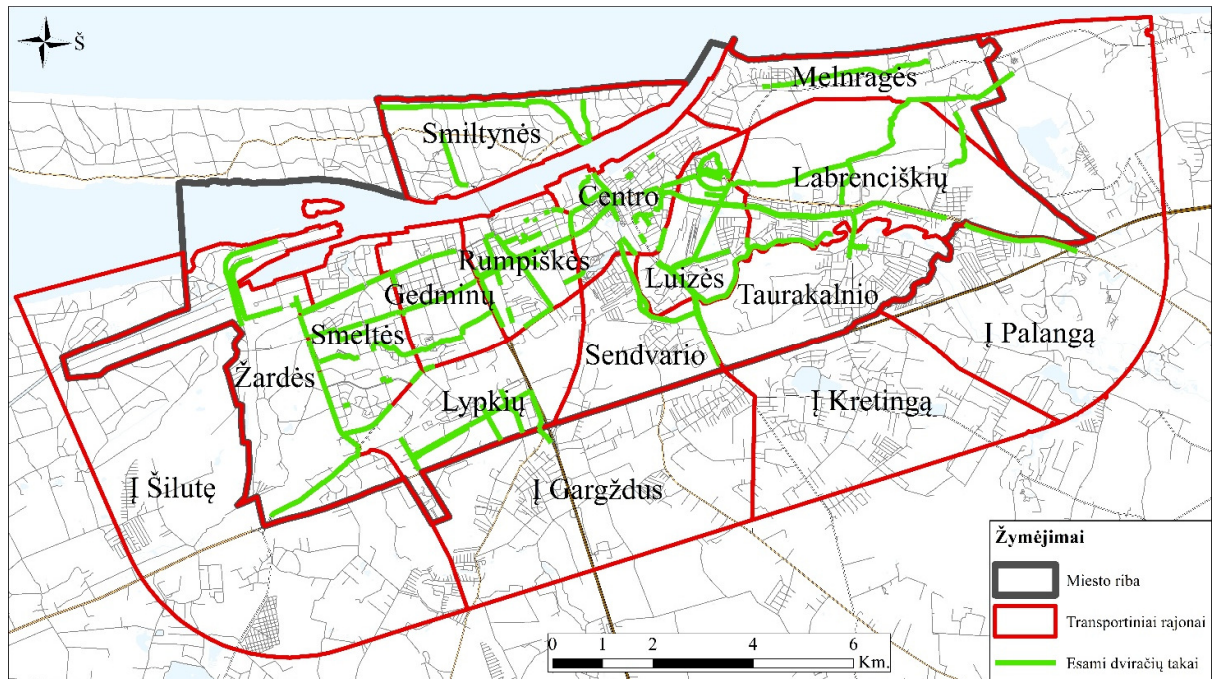 Š
Melnragės
Smiltynės
Labrenciškių
Centro
Rumpiškės
Luizės
Gedminų
Taurakalnio
Smeltės
Sendvario
Į Palangą
Žardės
Lypkių
Į Kretingą
Į Šilutę
Į Gargždus
Žymėjimai
Miesto riba
Transportiniai rajonai
Esami dviračių takai
0 1 2 4 6
Km.